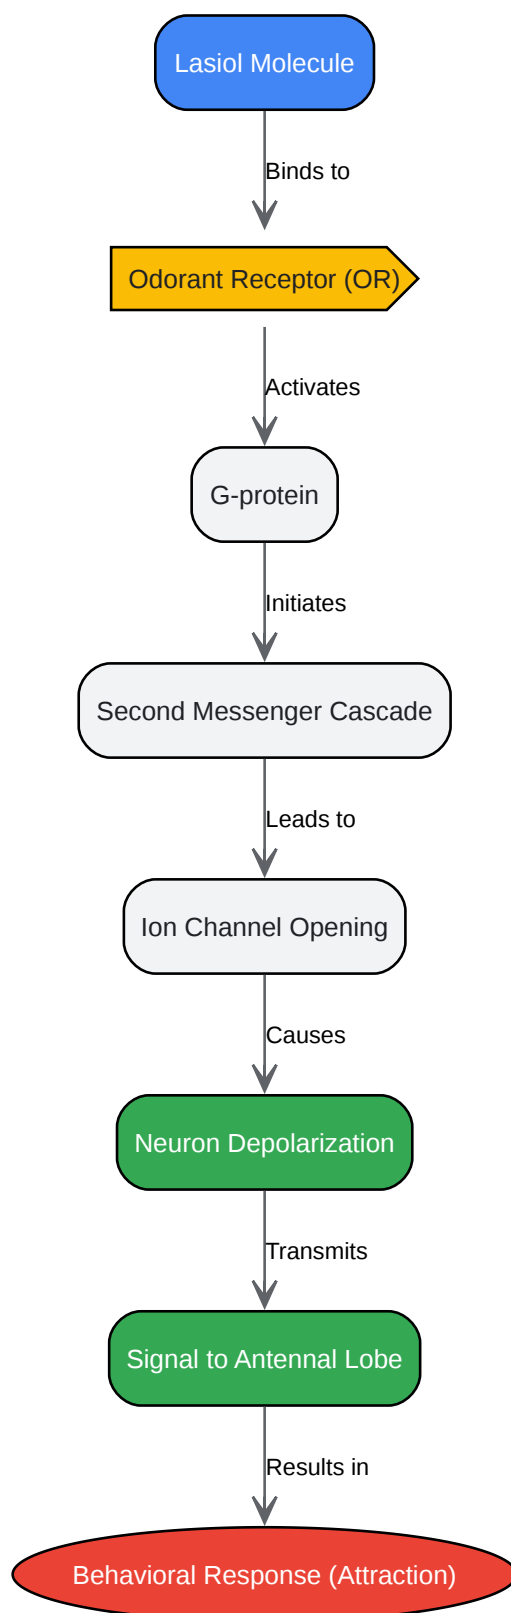 Lasiol Molecule
Binds to
Odorant Receptor (OR)
Activates
G-protein
Initiates
Second Messenger Cascade
Leads to
Ion Channel Opening
Causes
Neuron Depolarization
Transmits
Signal to Antennal Lobe
Results in
Behavioral Response (Attraction)